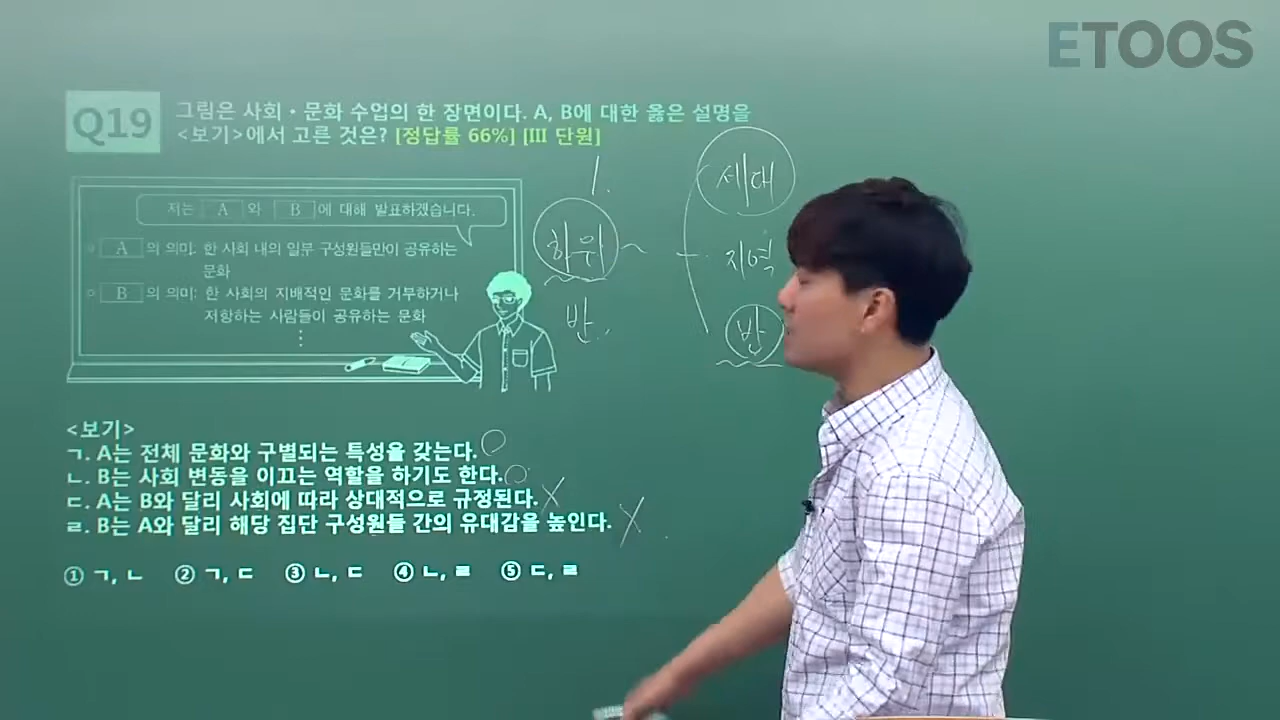 ETOOS
Q19
그림은 사회・문화 수업의 한 장면이다. A, B에 대한 옳은 설명을
<보기>에서 고른 것은? [정답률 66%] [Ⅲ 단원]
저는 A 와 B 에 대해 발표하겠습니다.
A 의 의미: 한 사회 내의 일부 구성원들만이 공유하는
문화
B 의 의미: 한 사회의 지배적인 문화를 거부하거나
저항하는 사람들이 공유하는 문화
⋮
1.
하위
반.
세대
지역
반
<보기>
ㄱ. A는 전체 문화와 구별되는 특성을 갖는다.
ㄴ. B는 사회 변동을 이끄는 역할을 하기도 한다.
ㄷ. A는 B와 달리 사회에 따라 상대적으로 규정된다.
ㄹ. B는 A와 달리 해당 집단 구성원들 간의 유대감을 높인다.
① ㄱ, ㄴ ② ㄱ, ㄷ ③ ㄴ, ㄷ ④ ㄴ, ㄹ ⑤ ㄷ, ㄹ